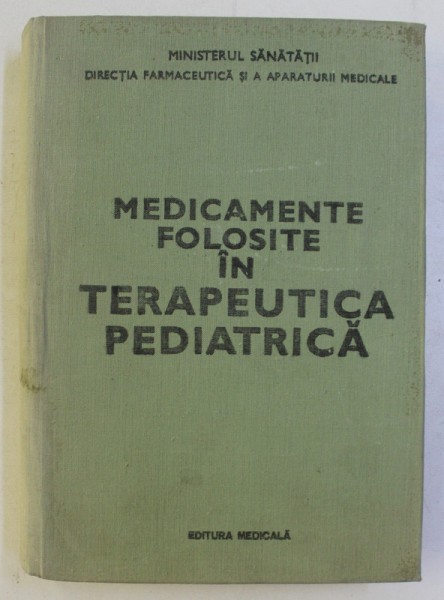 MINISTERUL SĂNĂTĂȚII
DIRECȚIA FARMACEUTICĂ ȘI A APARATURII MEDICALE
MEDICAMENTE
FOLOSITE
ÎN
TERAPEUTICA
PEDIATRICĂ
EDITURA MEDICALĂ